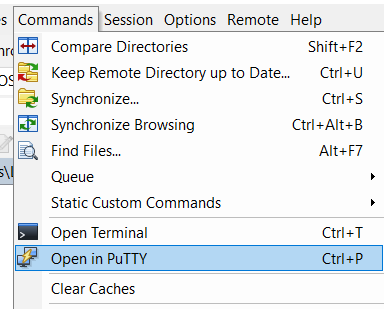 Commands Session Options Remote Help
Compare Directories Shift+F2
Keep Remote Directory up to Date... Ctrl+U
Synchronize... Ctrl+S
Synchronize Browsing Ctrl+Alt+B
Find Files... Alt+F7
Queue
Static Custom Commands
Open Terminal Ctrl+T
Open in PuTTY Ctrl+P
Clear Caches